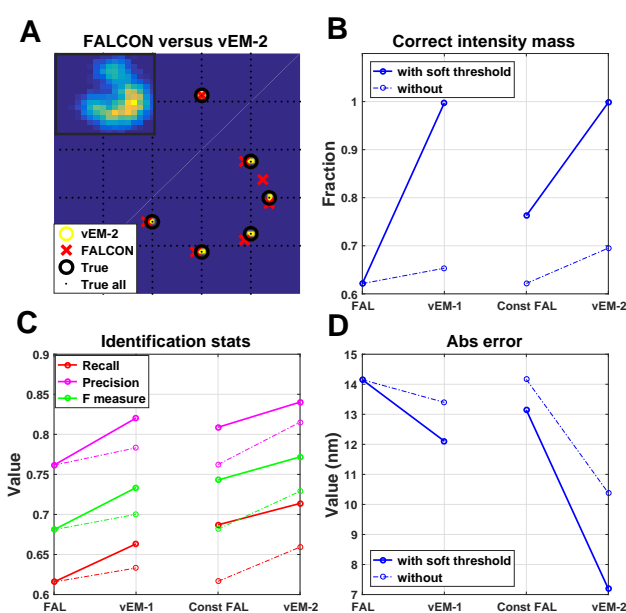 A
FALCON versus vEM-2
vEM-2
FALCON
True
True all
B
Correct intensity mass
with soft threshold
without
Fraction
1
0.9
0.8
0.7
0.6
FAL
vEM-1
Const FAL
vEM-2
C
Identification stats
Recall
Precision
F measure
Value
0.9
0.85
0.8
0.75
0.7
0.65
0.6
FAL
vEM-1
Const FAL
vEM-2
D
Abs error
Value (nm)
15
14
13
12
11
10
9
8
7
with soft threshold
without
FAL
vEM-1
Const FAL
vEM-2